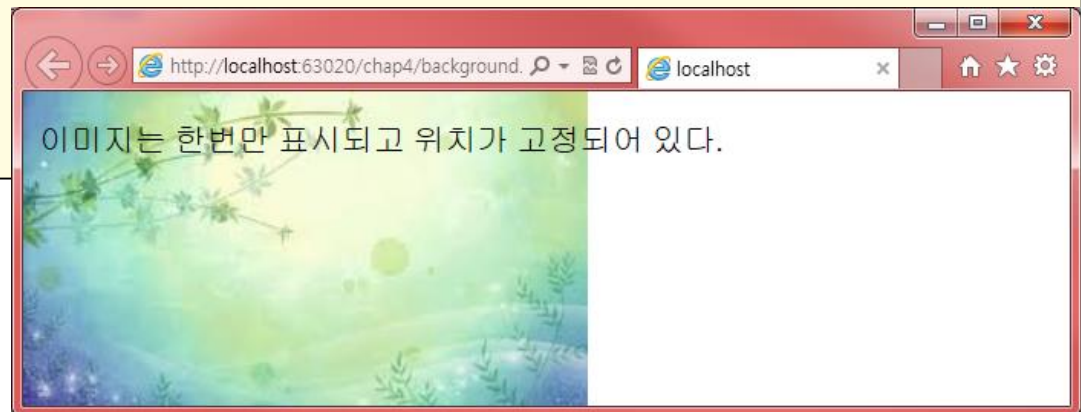 http://localhost:63020/chap4/background.
localhost
이미지는 한번만 표시되고 위치가 고정되어 있다.